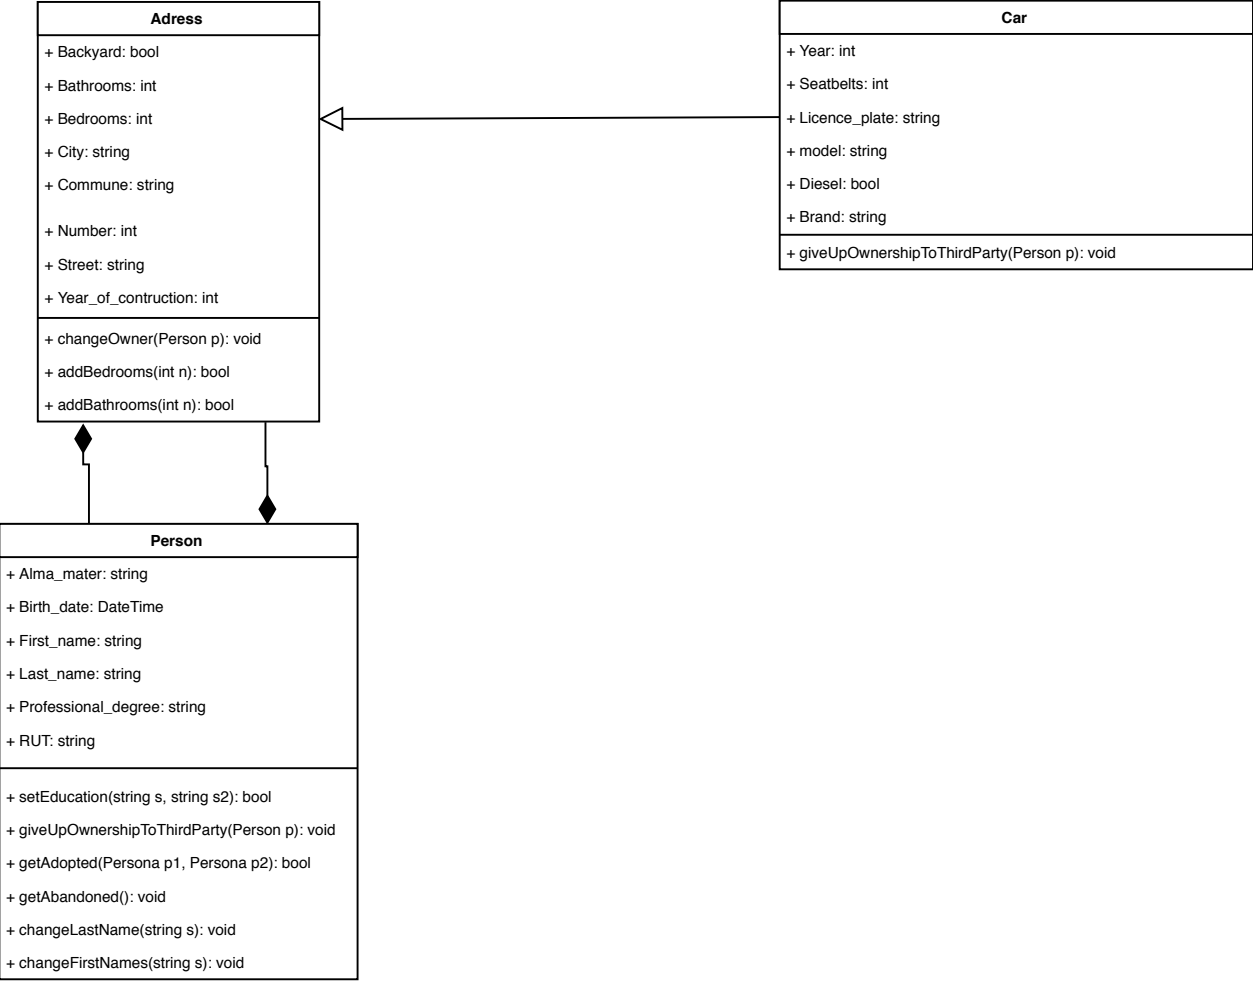 Adress
+ Backyard: bool
+ Bathrooms: int
+ Bedrooms: int
+ City: string
+ Commune: string
+ Number: int
+ Street: string
+ Year_of_contruction: int
+ changeOwner(Person p): void
+ addBedrooms(int n): bool
+ addBathrooms(int n): bool
Car
+ Year: int
+ Seatbelts: int
+ Licence_plate: string
+ model: string
+ Diesel: bool
+ Brand: string
+ giveUpOwnershipToThirdParty(Person p): void
Person
+ Alma_mater: string
+ Birth_date: DateTime
+ First_name: string
+ Last_name: string
+ Professional_degree: string
+ RUT: string
+ setEducation(string s, string s2): bool
+ giveUpOwnershipToThirdParty(Person p): void
+ getAdopted(Persona p1, Persona p2): bool
+ getAbandoned(): void
+ changeLastName(string s): void
+ changeFirstNames(string s): void